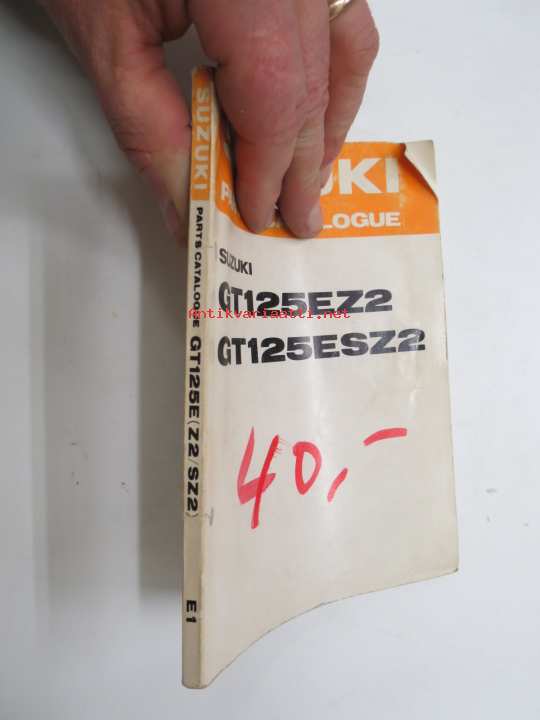 SUZUKI PARTS CATALOGUE GT125E(Z2/SZ2) E1
UKI
P LOGUE
SUZUKI
GT125EZ2
Antikvariaatti.net
GT125ESZ2
40,-